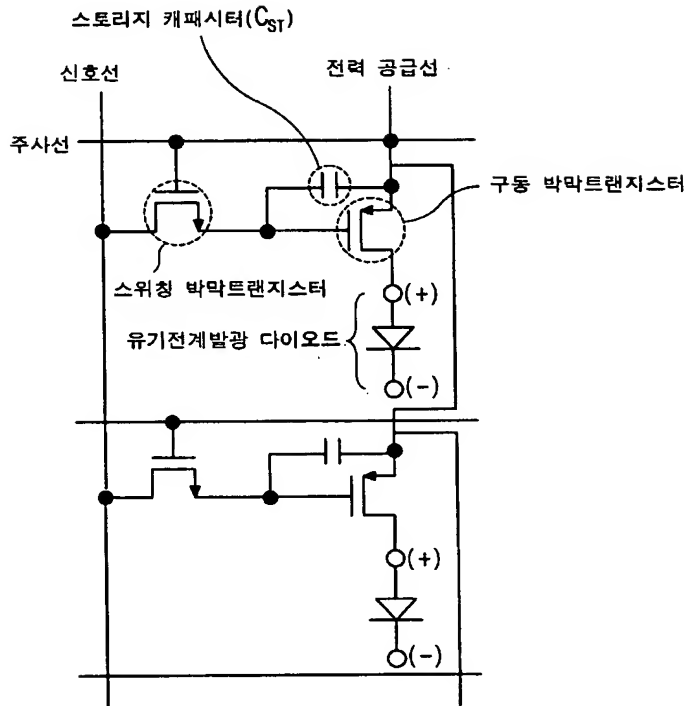 스토리지 캐패시터(C_ST)
신호선
전력 공급선
주사선
구동 박막트랜지스터
스위칭 박막트랜지스터
(+)
유기전계발광 다이오드
(-)
(+)
(-)